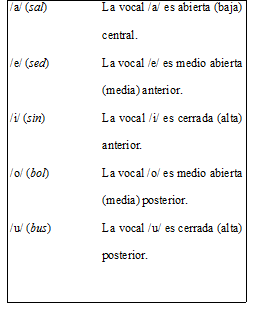 /a/ (sal) La vocal /a/ es abierta (baja)
central.
/e/ (sed) La vocal /e/ es medio abierta
(media) anterior.
/i/ (sin) La vocal /i/ es cerrada (alta)
anterior.
/o/ (bol) La vocal /o/ es medio abierta
(media) posterior.
/u/ (bus) La vocal /u/ es cerrada (alta)
posterior.